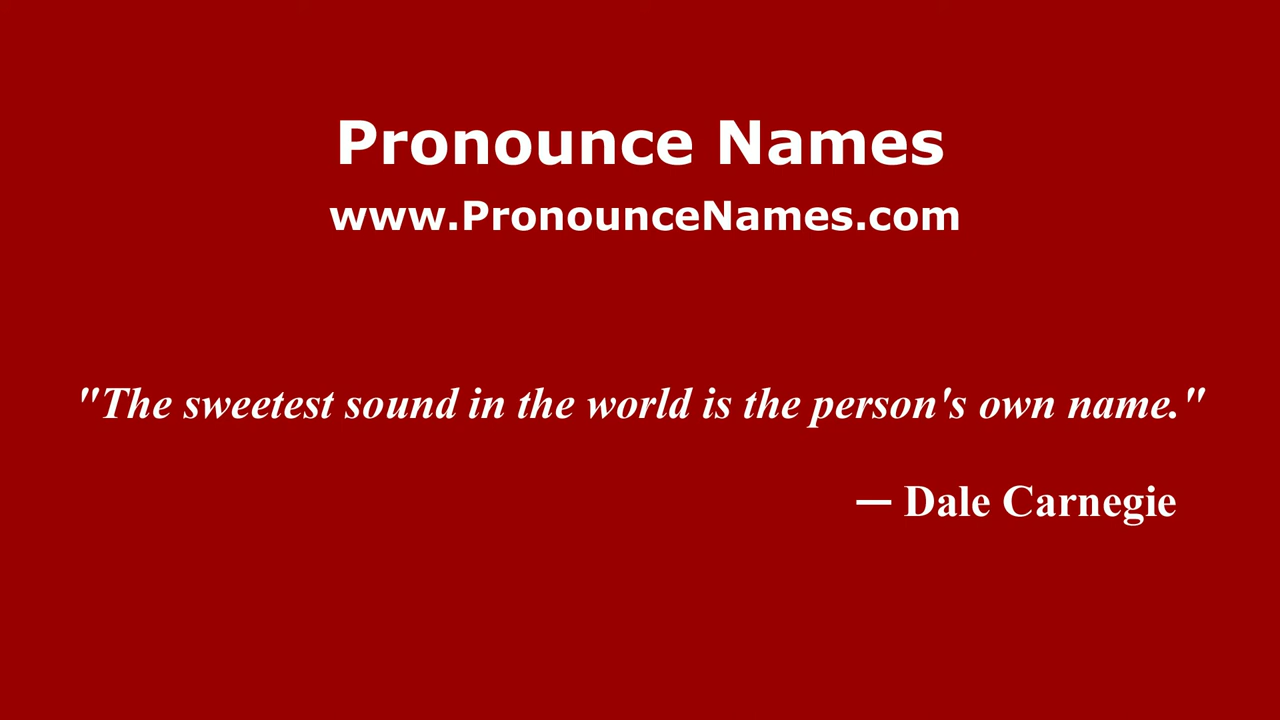 Pronounce Names
www.PronounceNames.com
"The sweetest sound in the world is the person's own name."
— Dale Carnegie